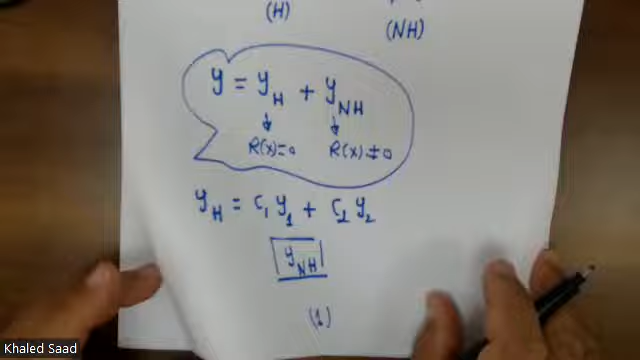 (H)
(NH)
y = y_H + y_NH
↓ ↓
R(x)=0 R(x)≠0
y_H = C_1 y_1 + C_2 y_2
y_NH
(1)
Khaled Saad